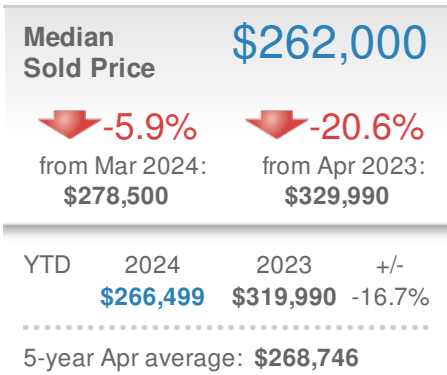 Median $262,000
Sold Price
-5.9% -20.6%
from Mar 2024: from Apr 2023:
$278,500 $329,990
YTD 2024 2023 +/-
$266,499 $319,990 -16.7%
5-year Apr average: $268,746